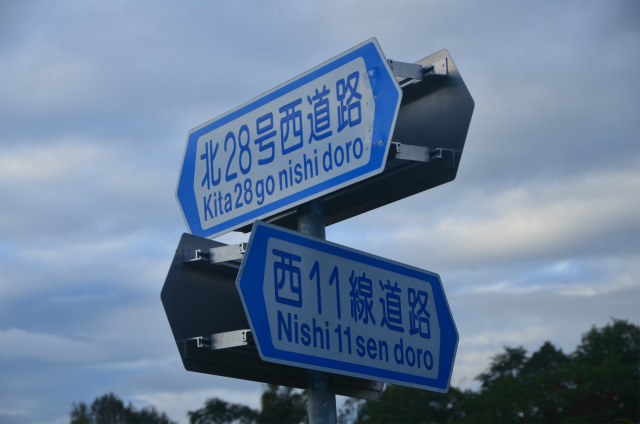 北28号西道路
Kita 28 go nishi doro
西11線道路
Nishi 11 sen doro